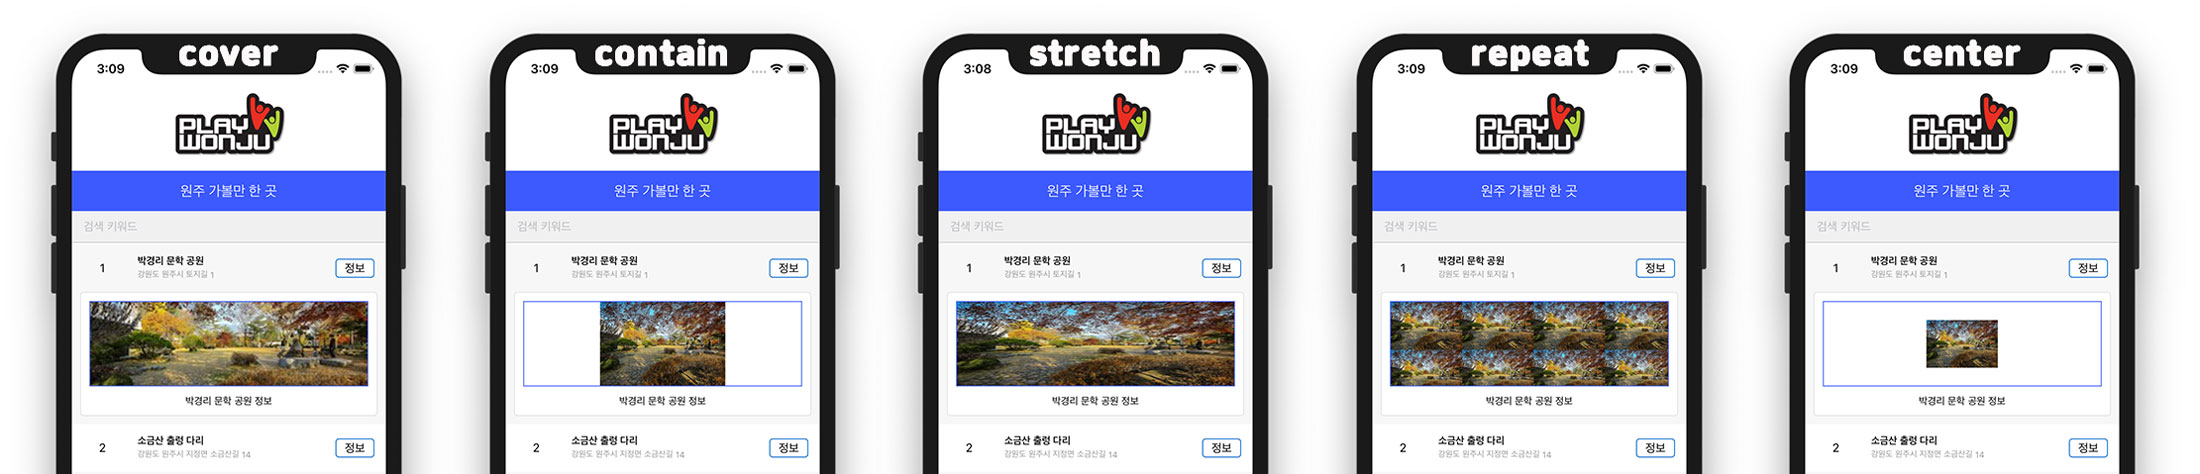 cover
3:09
PLAY
WONJU
원주 가볼만 한 곳
검색 키워드
1
박경리 문학 공원
강원도 원주시 토지길 1
정보
박경리 문학 공원 정보
2
소금산 출렁 다리
강원도 원주시 지정면 소금산길 14
정보
contain
3:09
PLAY
WONJU
원주 가볼만 한 곳
검색 키워드
1
박경리 문학 공원
강원도 원주시 토지길 1
정보
박경리 문학 공원 정보
2
소금산 출렁 다리
강원도 원주시 지정면 소금산길 14
정보
stretch
3:08
PLAY
WONJU
원주 가볼만 한 곳
검색 키워드
1
박경리 문학 공원
강원도 원주시 토지길 1
정보
박경리 문학 공원 정보
2
소금산 출렁 다리
강원도 원주시 지정면 소금산길 14
정보
repeat
3:09
PLAY
WONJU
원주 가볼만 한 곳
검색 키워드
1
박경리 문학 공원
강원도 원주시 토지길 1
정보
박경리 문학 공원 정보
2
소금산 출렁 다리
강원도 원주시 지정면 소금산길 14
정보
center
3:09
PLAY
WONJU
원주 가볼만 한 곳
검색 키워드
1
박경리 문학 공원
강원도 원주시 토지길 1
정보
박경리 문학 공원 정보
2
소금산 출렁 다리
강원도 원주시 지정면 소금산길 14
정보